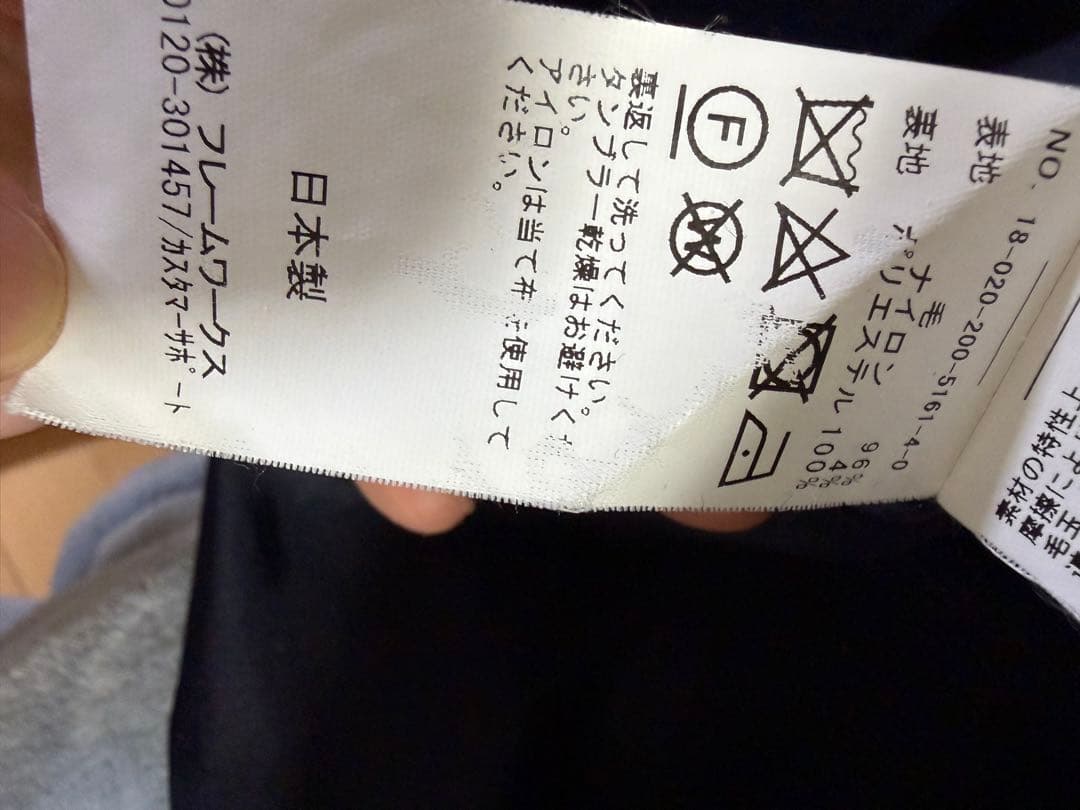 NO. 18-020-200-5161-4-0
表地 毛 96%
ナイロン 4%
裏地 ポリエステル 100%
F
W
裏返して洗ってください。
タンブラー乾燥はお避けくださ
さい。
アイロンは当て布ご使用して
ください。
日本製
(株) フレームワークス
0120-301457/カスタマーサポート